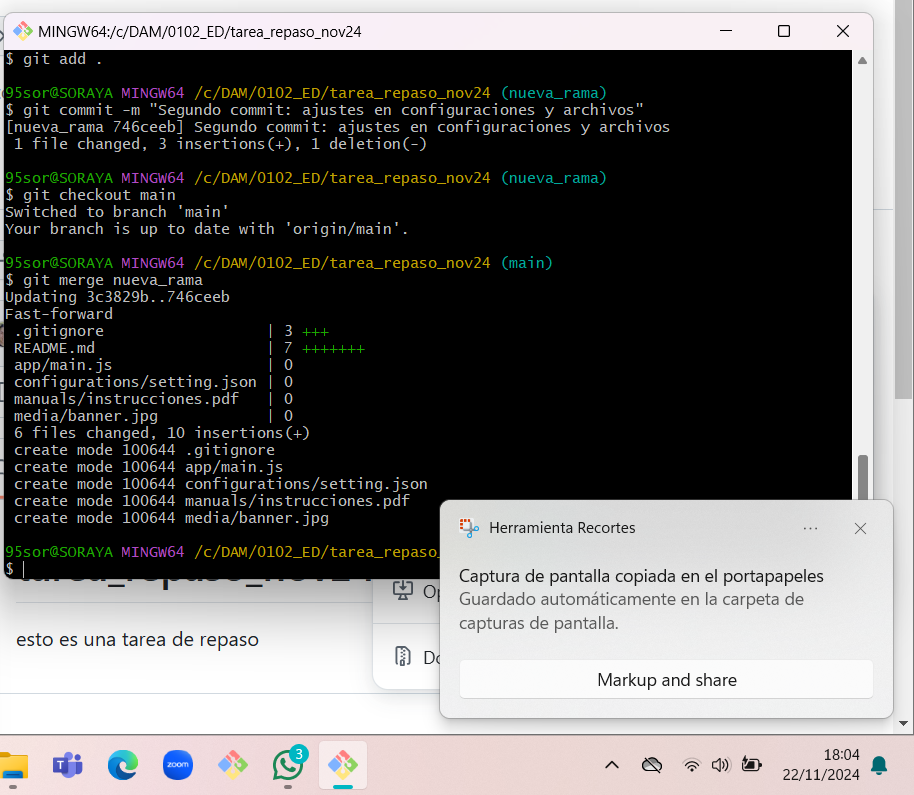 MINGW64:/c/DAM/0102_ED/tarea_repaso_nov24
$ git add .
95sor@SORAYA MINGW64 /c/DAM/0102_ED/tarea_repaso_nov24 (nueva_rama)
$ git commit -m "Segundo commit: ajustes en configuraciones y archivos"
[nueva_rama 746ceeb] Segundo commit: ajustes en configuraciones y archivos
 1 file changed, 3 insertions(+), 1 deletion(-)
95sor@SORAYA MINGW64 /c/DAM/0102_ED/tarea_repaso_nov24 (nueva_rama)
$ git checkout main
Switched to branch 'main'
Your branch is up to date with 'origin/main'.
95sor@SORAYA MINGW64 /c/DAM/0102_ED/tarea_repaso_nov24 (main)
$ git merge nueva_rama
Updating 3c3829b..746ceeb
Fast-forward
 .gitignore                  | 3 +++
 README.md                   | 7 +++++++
 app/main.js                 | 0
 configurations/setting.json | 0
 manuals/instrucciones.pdf   | 0
 media/banner.jpg            | 0
 6 files changed, 10 insertions(+)
 create mode 100644 .gitignore
 create mode 100644 app/main.js
 create mode 100644 configurations/setting.json
 create mode 100644 manuals/instrucciones.pdf
 create mode 100644 media/banner.jpg
95sor@SORAYA MINGW64 /c/DAM/0102_ED/tarea_repaso_
$
esto es una tarea de repaso
Herramienta Recortes
Captura de pantalla copiada en el portapapeles
Guardado automáticamente en la carpeta de
capturas de pantalla.
Markup and share
zoom
3
18:04
22/11/2024